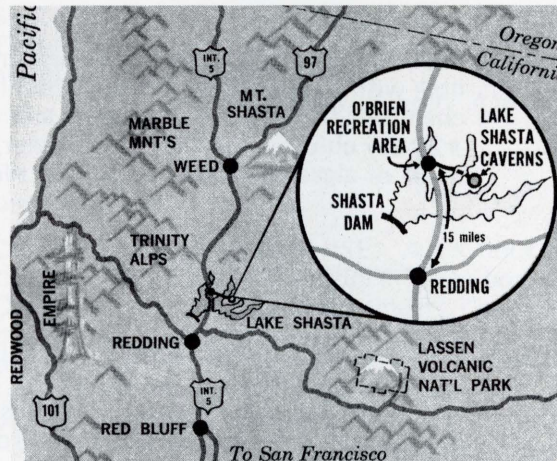 Pacific
Oregon
Californi
INT.
5
97
MT.
SHASTA
MARBLE
MNT'S
WEED
O'BRIEN
RECREATION
AREA
LAKE
SHASTA
CAVERNS
SHASTA
DAM
15 miles
REDDING
TRINITY
ALPS
REDWOOD
EMPIRE
LAKE SHASTA
REDDING
LASSEN
VOLCANIC
NAT'L PARK
101
INT.
5
RED BLUFF
To San Francisco